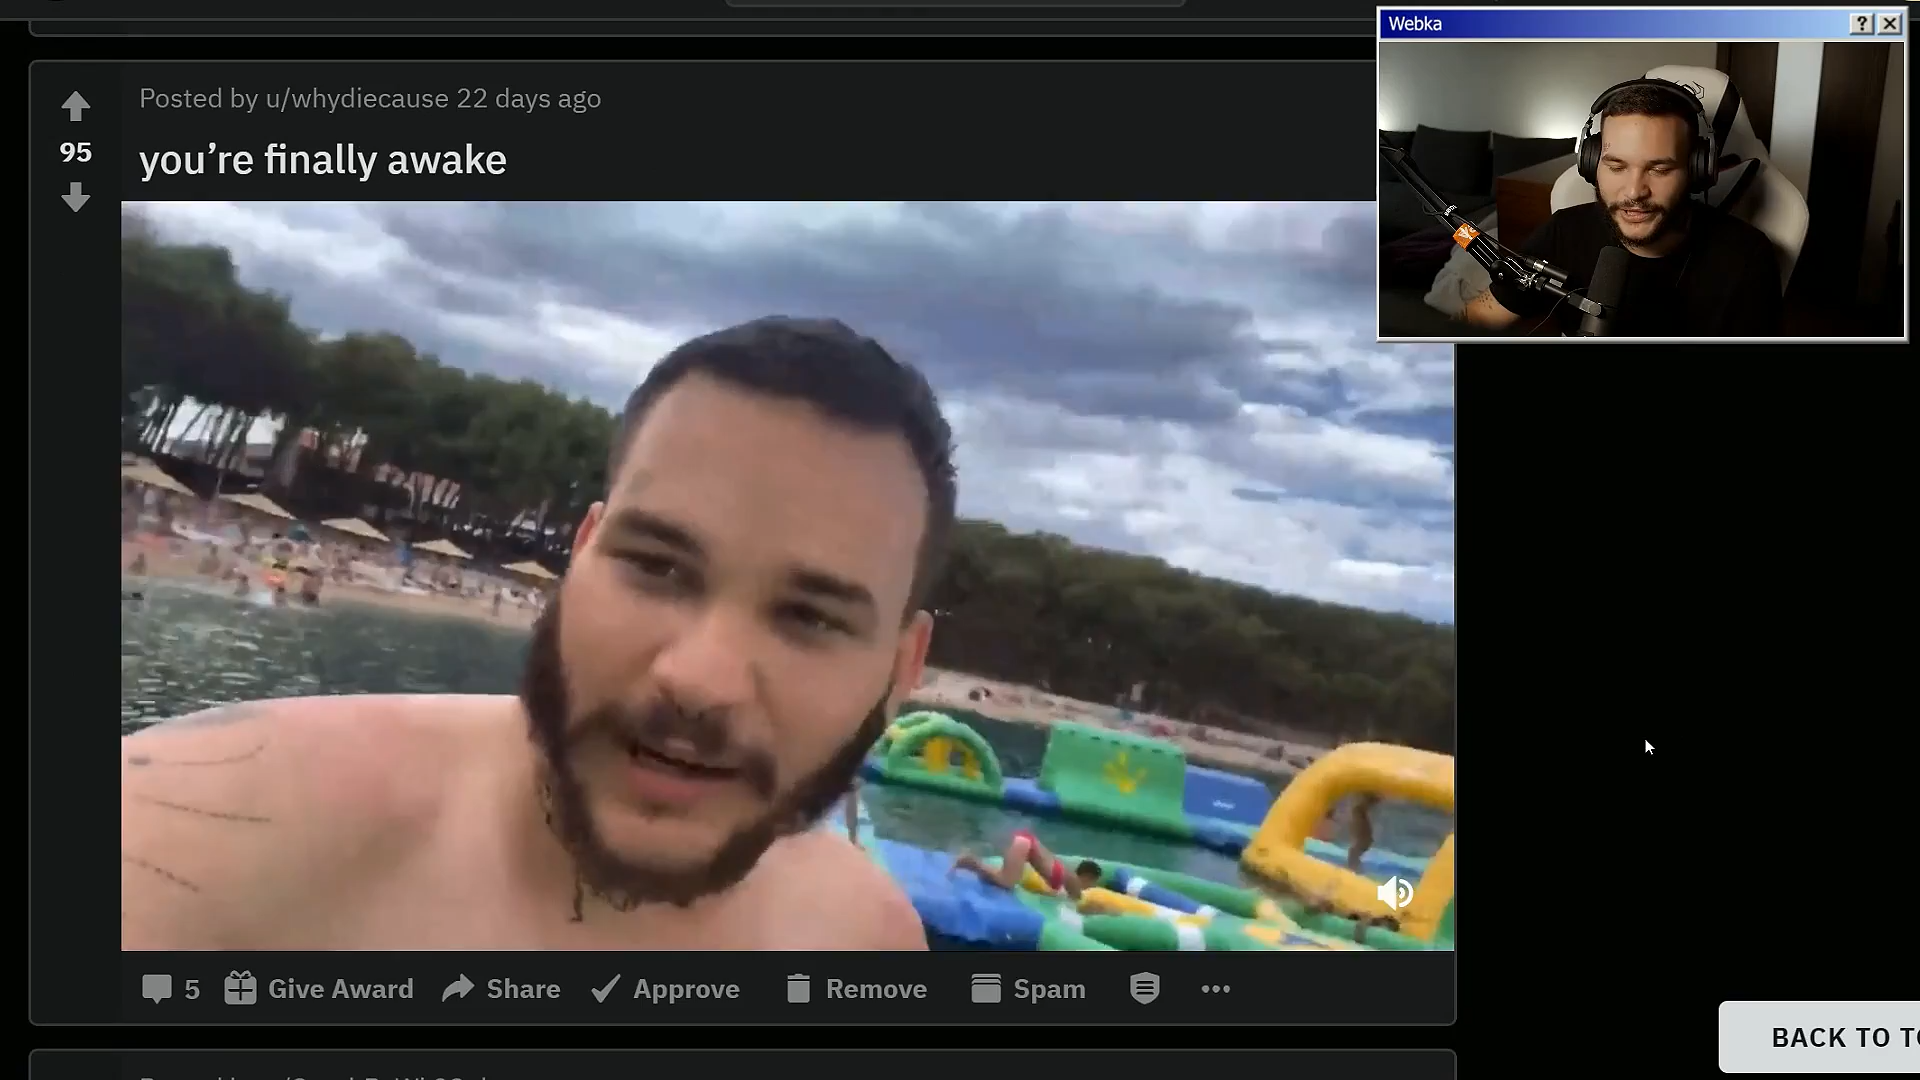 Webka
Posted by u/whydiecause 22 days ago
95
you're finally awake
5 Give Award Share Approve Remove Spam
BACK TO